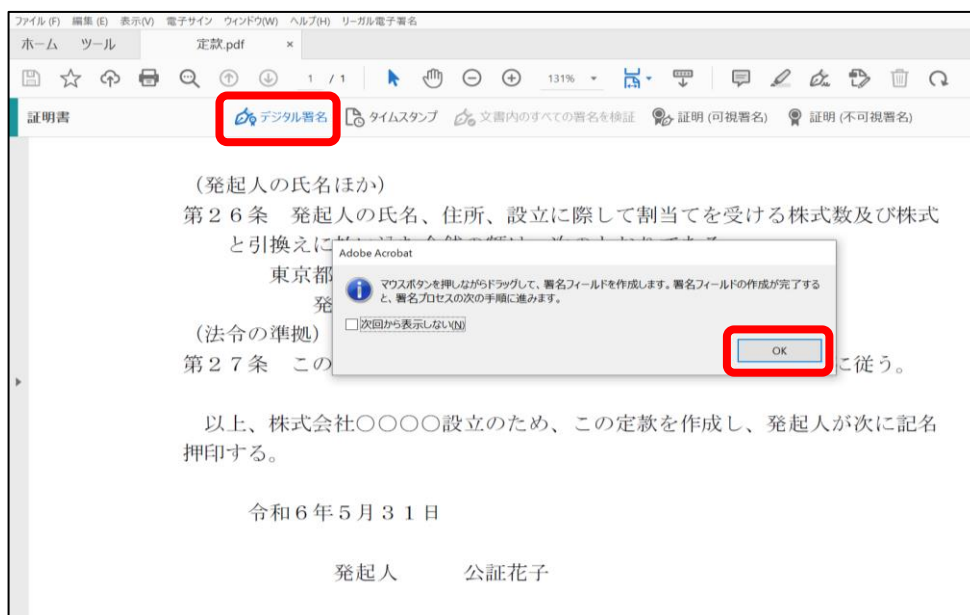 ファイル(F) 編集(E) 表示(V) 電子サイン ウィンドウ(W) ヘルプ(H) リーガル電子署名
ホーム ツール 定款.pdf ×
1 / 1 131%
証明書 デジタル署名 タイムスタンプ 文書内のすべての署名を検証 証明 (可視署名) 証明 (不可視署名)
(発起人の氏名ほか)
第26条 発起人の氏名、住所、設立に際して割当てを受ける株式数及び株式
と引換えに
Adobe Acrobat
東京都
マウスボタンを押しながらドラッグして、署名フィールドを作成します。署名フィールドの作成が完了する
と、署名プロセスの次の手順に進みます。
発
次回から表示しない(N)
(法令の準拠)
OK
第27条 この に従う。
以上、株式会社〇〇〇〇設立のため、この定款を作成し、発起人が次に記名
押印する。
令和6年5月31日
発起人 公証花子